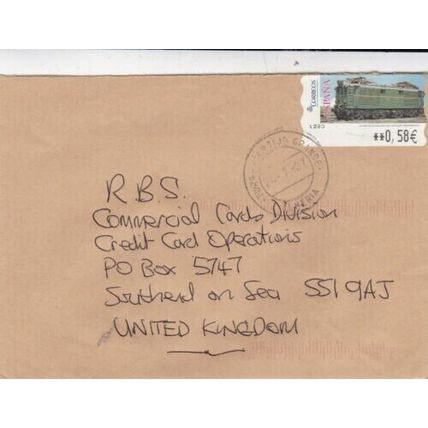 CORREOS
ESPAÑA
1280
**0,58€
R.B.S.
Commercial Cards Division
Credit Card Operations
PO Box 5747
Southend on Sea SS1 9AJ
UNITED KINGDOM